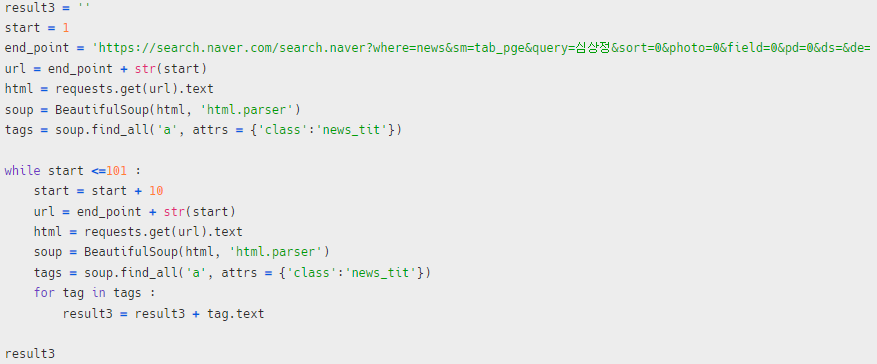 result3 = ''
start = 1
end_point = 'https://search.naver.com/search.naver?where=news&sm=tab_pge&query=심상정&sort=0&photo=0&field=0&pd=0&ds=&de=
url = end_point + str(start)
html = requests.get(url).text
soup = BeautifulSoup(html, 'html.parser')
tags = soup.find_all('a', attrs = {'class':'news_tit'})
while start <=101 :
start = start + 10
url = end_point + str(start)
html = requests.get(url).text
soup = BeautifulSoup(html, 'html.parser')
tags = soup.find_all('a', attrs = {'class':'news_tit'})
for tag in tags :
result3 = result3 + tag.text
result3